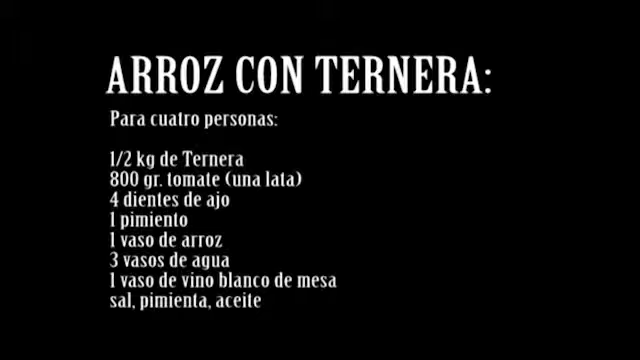 ARROZ CON TERNERA:
Para cuatro personas:
1/2 kg de Ternera
800 gr. tomate (una lata)
4 dientes de ajo
1 pimiento
1 vaso de arroz
3 vasos de agua
1 vaso de vino blanco de mesa
sal, pimienta, aceite